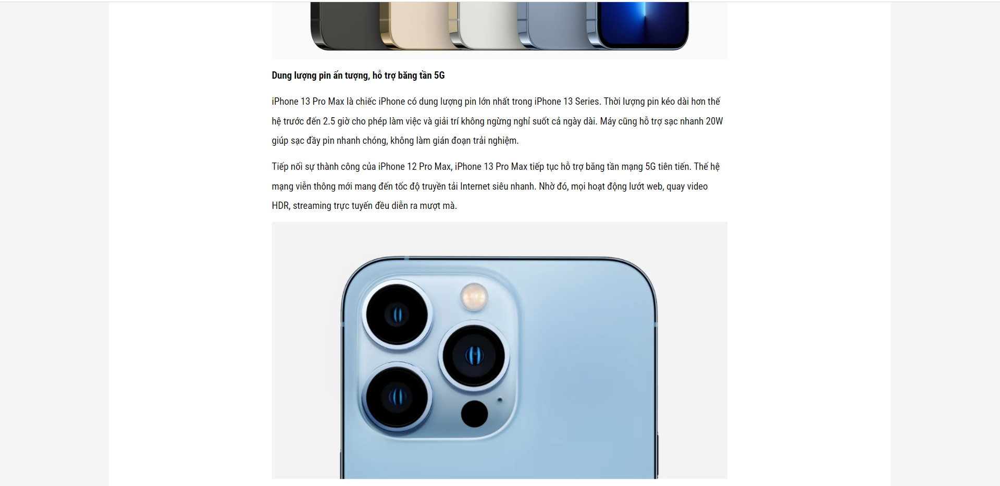 Dung lượng pin ấn tượng, hỗ trợ băng tần 5G
iPhone 13 Pro Max là chiếc iPhone có dung lượng pin lớn nhất trong iPhone 13 Series. Thời lượng pin kéo dài hơn thế
hệ trước đến 2.5 giờ cho phép làm việc và giải trí không ngừng nghỉ suốt cả ngày dài. Máy cũng hỗ trợ sạc nhanh 20W
giúp sạc đầy pin nhanh chóng, không làm gián đoạn trải nghiệm.
Tiếp nối sự thành công của iPhone 12 Pro Max, iPhone 13 Pro Max tiếp tục hỗ trợ băng tần mạng 5G tiên tiến. Thế hệ
mạng viễn thông mới mang đến tốc độ truyền tải Internet siêu nhanh. Nhờ đó, mọi hoạt động lướt web, quay video
HDR, streaming trực tuyến đều diễn ra mượt mà.